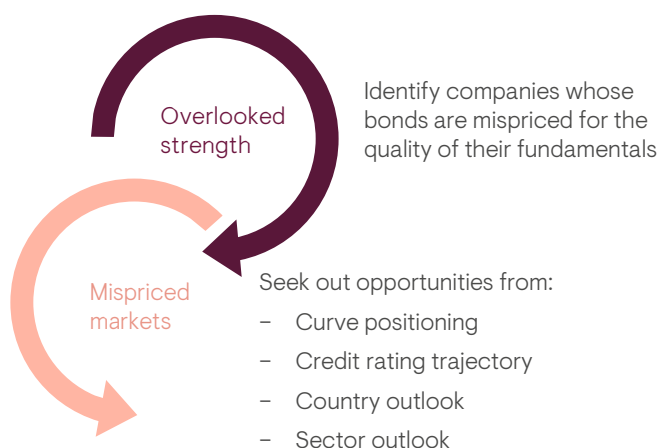 Overlooked
strength
Identify companies whose
bonds are mispriced for the
quality of their fundamentals
Mispriced
markets
Seek out opportunities from:
– Curve positioning
– Credit rating trajectory
– Country outlook
– Sector outlook